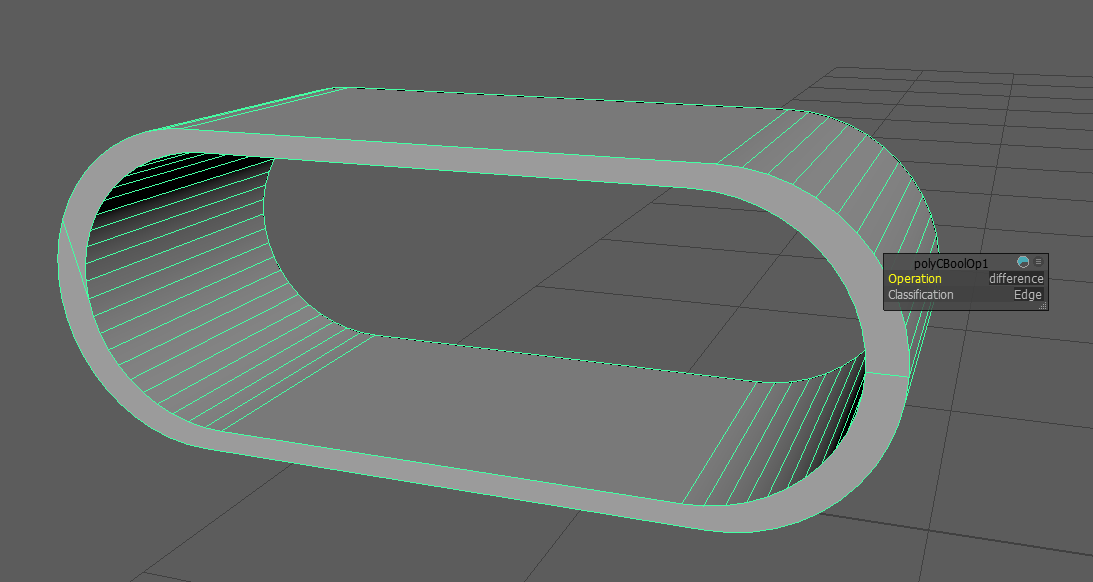 polyCBoolOp1
Operation difference
Classification Edge